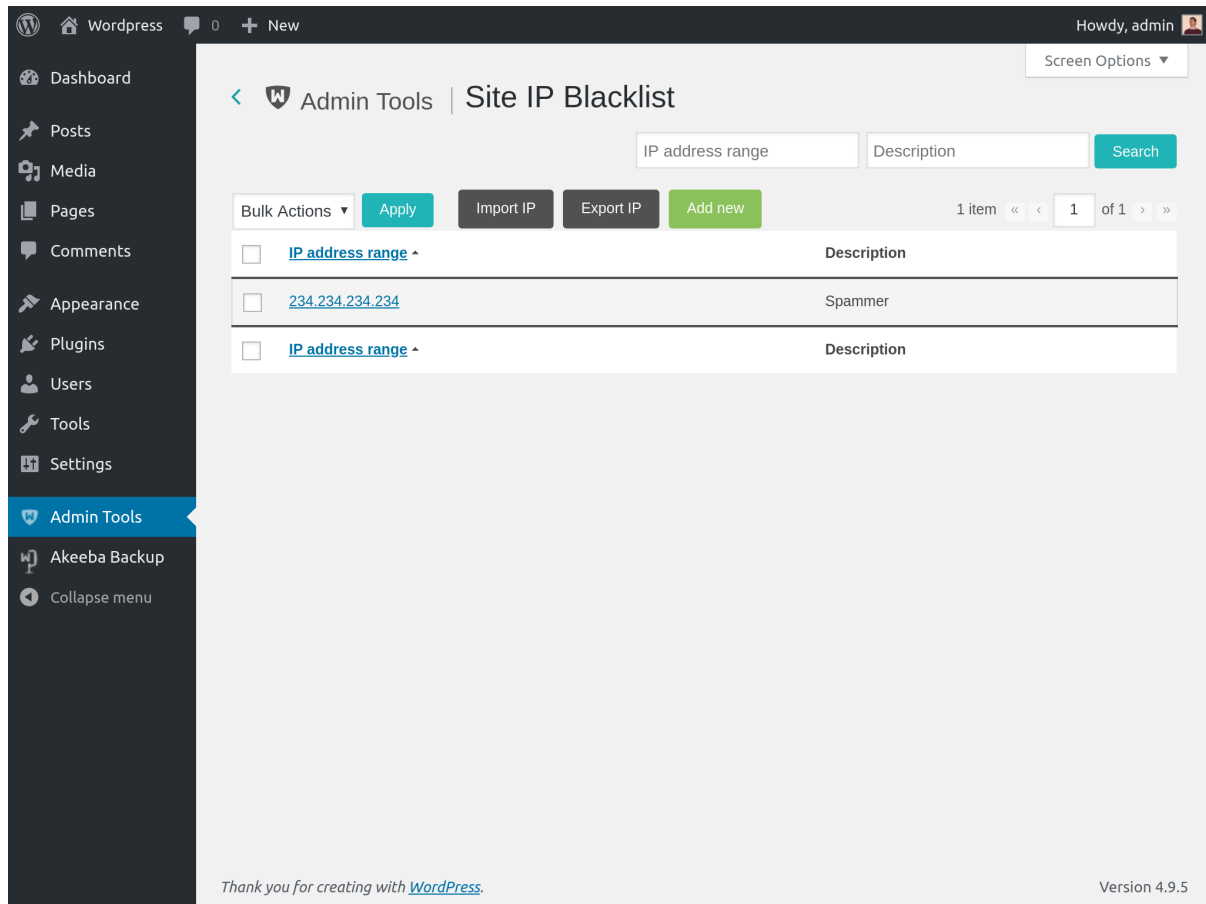 Wordpress 0 + New Howdy, admin
Screen Options ▼
Dashboard
Posts
Media
Pages
Comments
Appearance
Plugins
Users
Tools
Settings
Admin Tools
Akeeba Backup
Collapse menu
Admin Tools | Site IP Blacklist
IP address range Description Search
Bulk Actions ▼ Apply Import IP Export IP Add new 1 item « ‹ 1 of 1 › »
IP address range Description
234.234.234.234 Spammer
IP address range Description
Thank you for creating with WordPress. Version 4.9.5